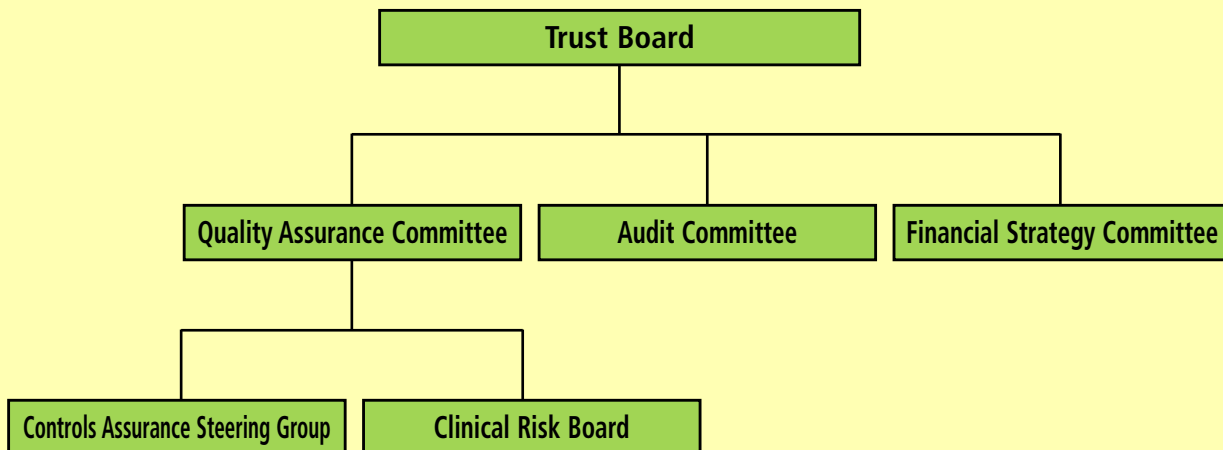 Trust Board
Quality Assurance Committee
Audit Committee
Financial Strategy Committee
Controls Assurance Steering Group
Clinical Risk Board